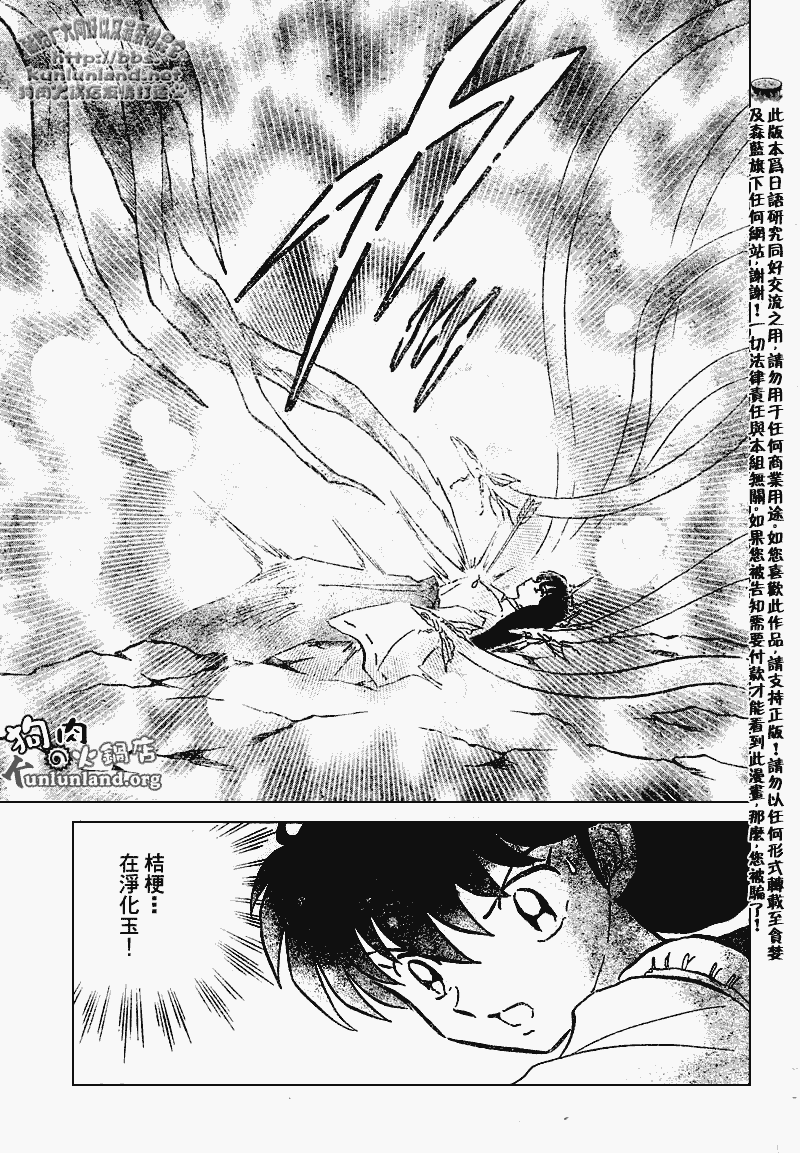 http://bbs.
Kunlunland.net
カッ
狗肉
火鍋店
Kunlunland.org
桔梗…
在淨化玉！
此版本爲日語研究同好交流之用，請勿用于任何商業用途。如您喜歡此作品，請支持正版！請勿以任何形式轉載至貪婪
及森藍旗下任何網站，謝謝！一切法律責任與本組無關。如果您被告知需要付款才能看到此漫畫，那麼，您被騙了！